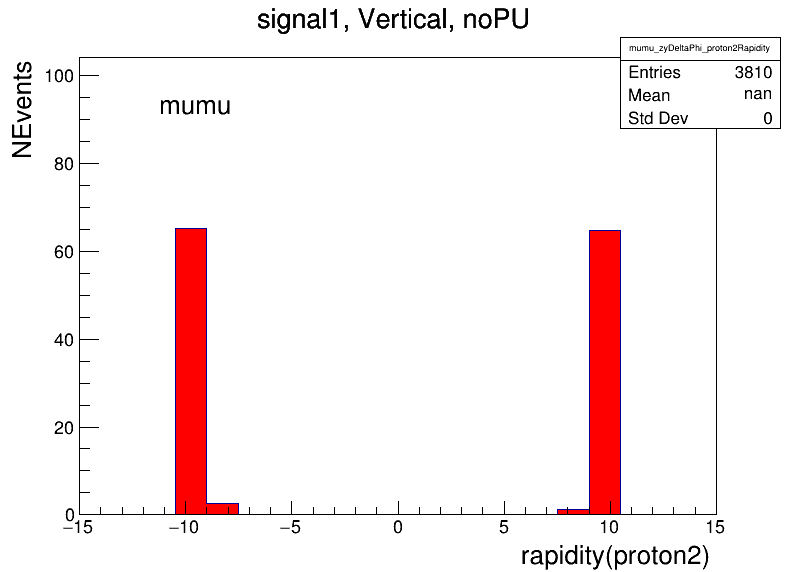 signal1, Vertical, noPU
mumu_zyDeltaPhi_proton2Rapidity
Entries 3810
Mean nan
Std Dev 0
NEvents
mumu
100
80
60
40
20
0
−15 −10 −5 0 5 10 15
rapidity(proton2)